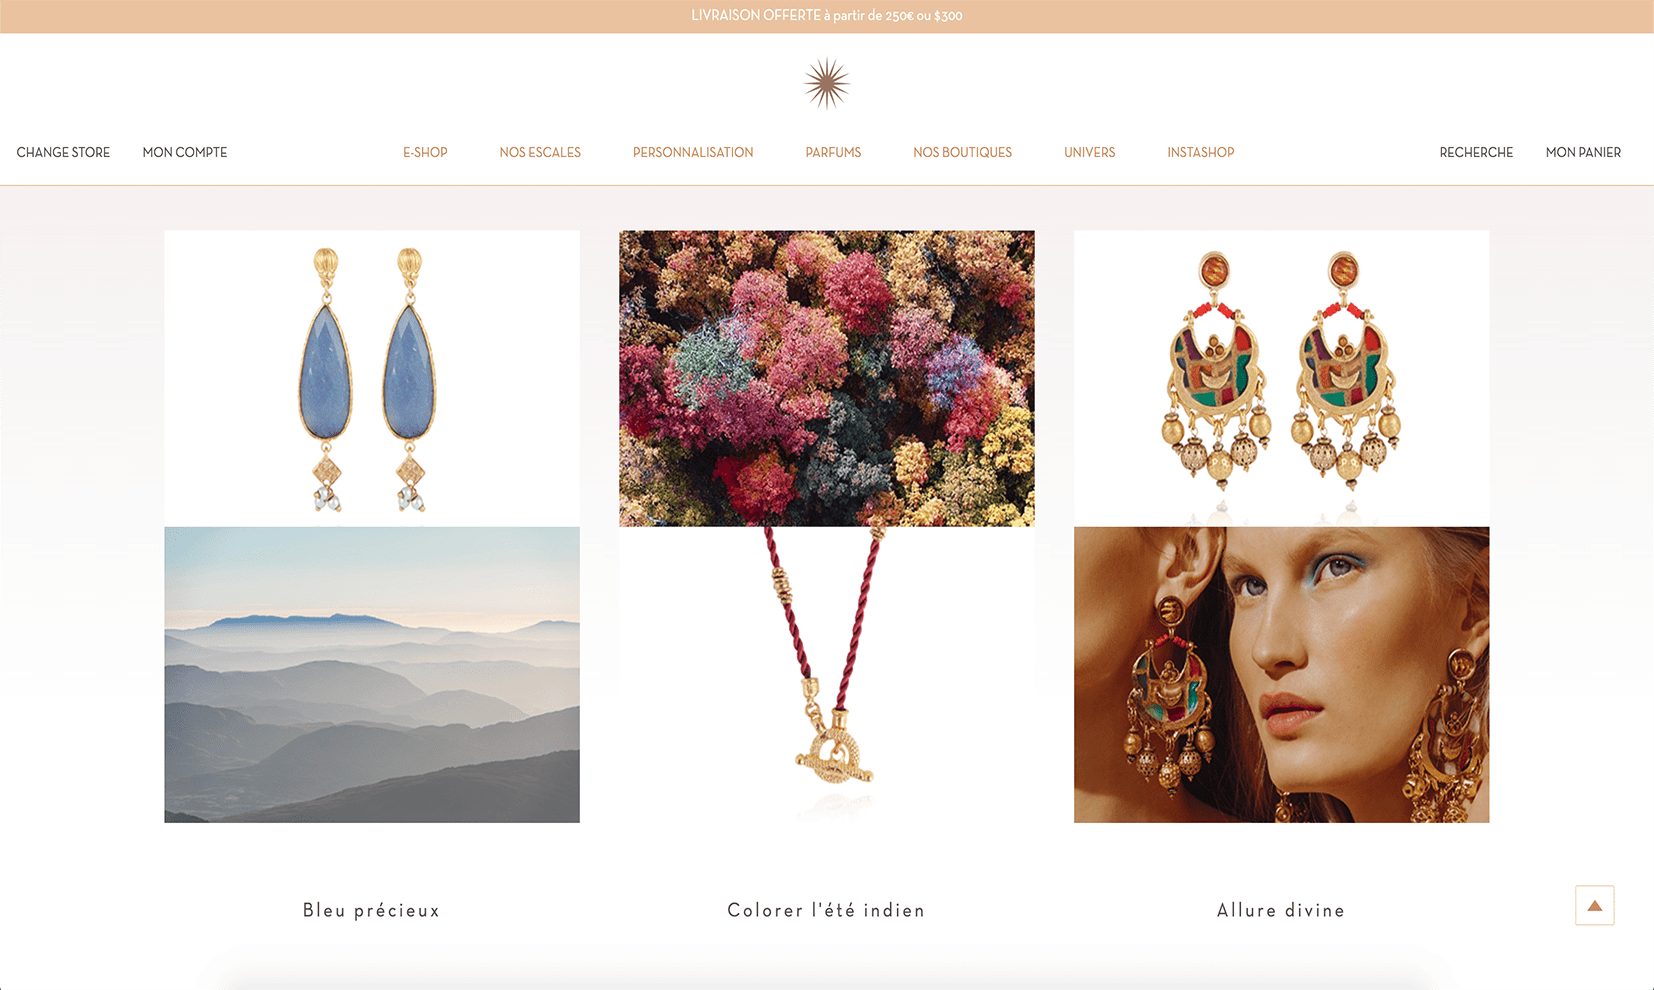 LIVRAISON OFFERTE à partir de 250€ ou $300
CHANGE STORE
MON COMPTE
E-SHOP
NOS ESCALES
PERSONNALISATION
PARFUMS
NOS BOUTIQUES
UNIVERS
INSTASHOP
RECHERCHE
MON PANIER
Bleu précieux
Colorer l'été indien
Allure divine